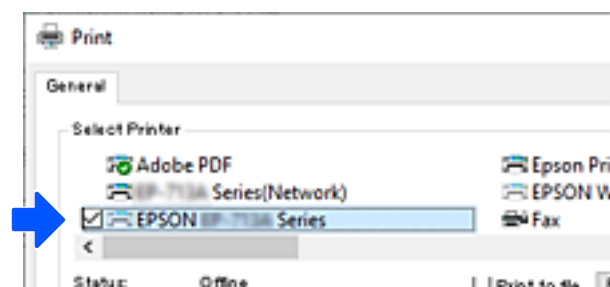 Print
General
Select Printer
Adobe PDF
Epson Pri
Series(Network)
EPSON W
EPSON Series
Fax
Status: Offline
Print to file